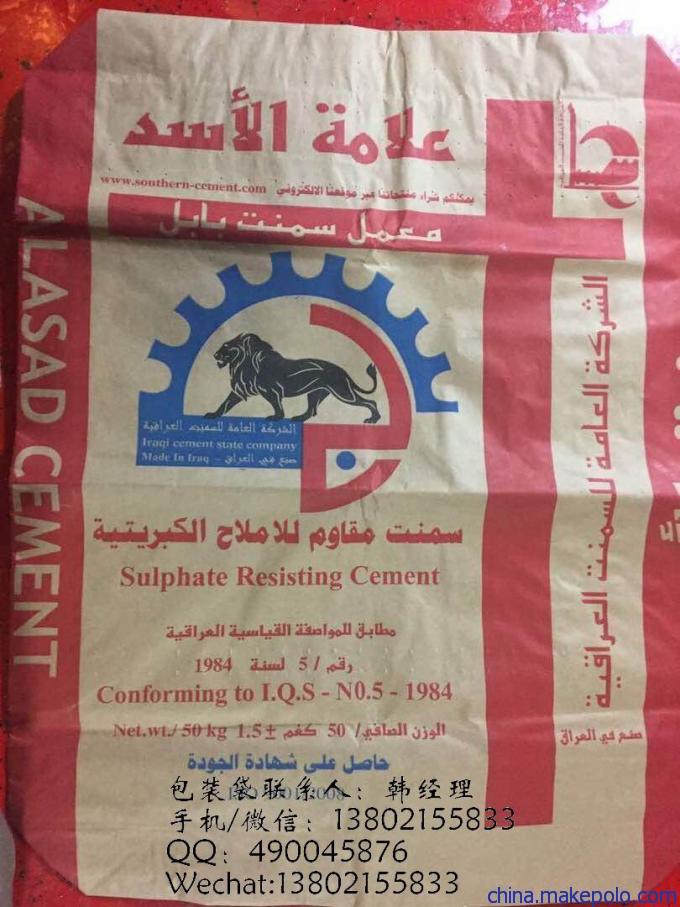 علامة الأسد
www.southern-cement.com يمكنكم شراء منتجاتنا عبر موقعنا الالكتروني
معمل سمنت بابل
الشركة العامة للسمنت العراقية
Iraqi cement state company
Made In Iraq - صنع في العراق
سمنت مقاوم للاملاح الكبريتية
Sulphate Resisting Cement
مطابق للمواصفة القياسية العراقية
رقم / 5 لسنة 1984
Conforming to I.Q.S - N0.5 - 1984
Net.wt./ 50 kg ± 1.5 الوزن الصافي/ 50 كغم
حاصل على شهادة الجودة
ALASAD CEMENT
الشركة العامة للسمنت العراقية
صنع في العراق
包装袋联系人：韩经理
手机/微信：13802155833
QQ：490045876
Wechat:13802155833
china.makepolo.com